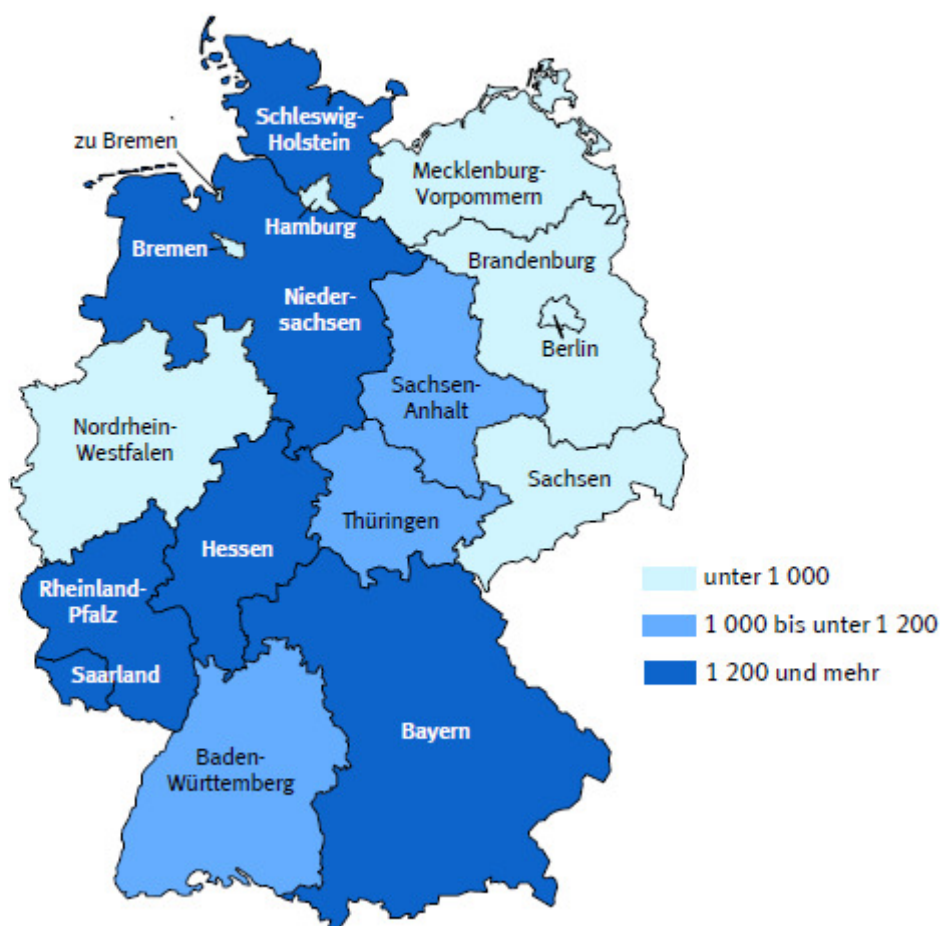 Schleswig-
Holstein
zu Bremen
Mecklenburg-
Vorpommern
Hamburg
Bremen
Brandenburg
Nieder-
sachsen
Berlin
Sachsen-
Anhalt
Nordrhein-
Westfalen
Sachsen
Thüringen
Hessen
Rheinland-
Pfalz
Saarland
Bayern
Baden-
Württemberg
unter 1 000
1 000 bis unter 1 200
1 200 und mehr